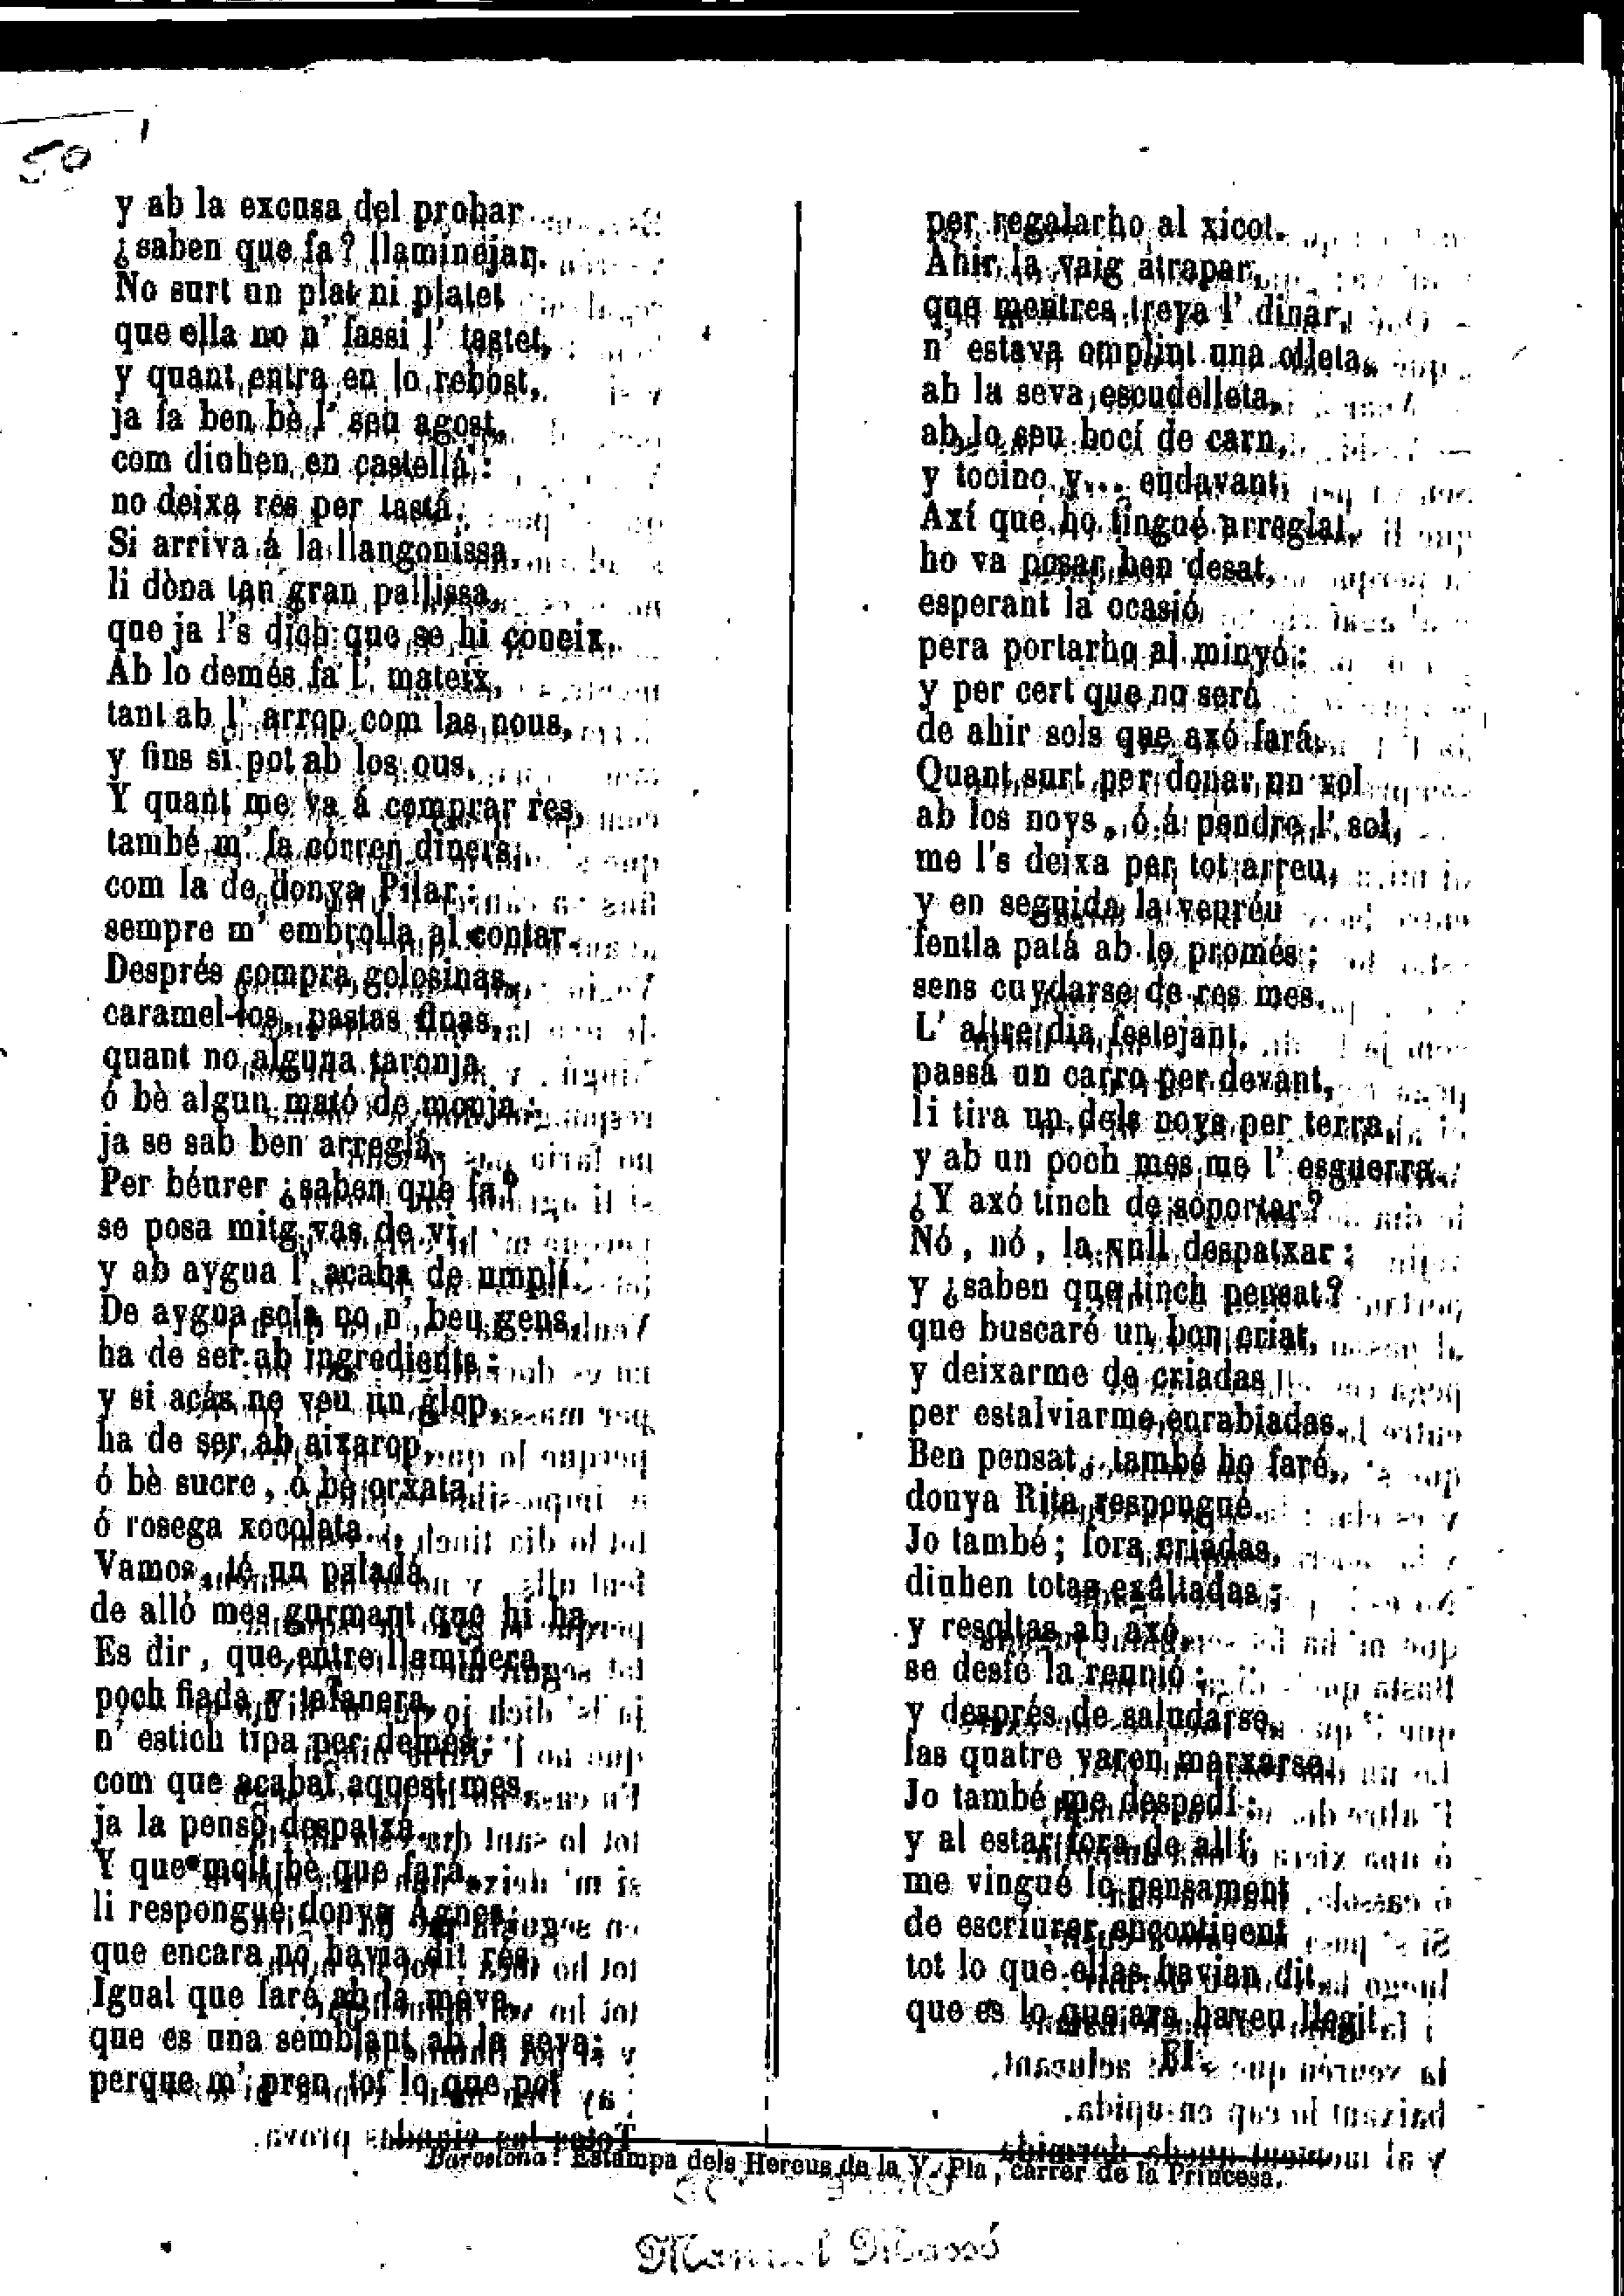 50
y ab la excusa del probar
¿saben que fa? llaminejar.
No surt un plat ni platet
que ella no n' fassi l' tastet,
y quant entra en lo rebost,
ja fa ben bè l' seu agost,
com diuhen en castellá:
no deixa res per tastá.
Si arriva á la llangonissa,
li dòna tan gran pallissa,
que ja l's dich que se hi coneix.
Ab lo demés fa l' mateix,
tant ab l' arrop com las nous,
y fins si pot ab los ous.
Y quant me va á comprar res,
també m' fa córrer diners;
com la de donya Pilar;
sempre m' embrolla al contar.
Després compra golosinas,
caramel-los, pastas finas,
quant no alguna taronja
ó bè algun mató de monja;
ja se sab ben arreglá.
Per béurer ¿saben que fa?
se posa mitg vas de vi
y ab aygua l' acaba de umplí.
De aygua sola no n' beu gens,
ha de ser ab ingredients;
y si acás ne veu un glop,
ha de ser ab aixarop,
ó bè sucre, ó bè orxata,
ó rosega xocolata.
Vamos, té un paladá
de alló mes gurmant que hi ha.
Es dir, que entre llaminera,
poch fiada y tafanera,
n' estich tipa per demés;
com que acabat aquest mes,
ja la penso despatxá.
Y que molt bè que fará,
li respongué donya Agnes;
que encara no havia dit res.
Igual que faré ab la meva,
que es una semblant ab la seva;
perque m' pren tot lo que pot
per regalarho al xicot.
Ahir la vaig atrapar,
que mentres treya l' dinar,
n' estava omplint una olleta,
ab la seva escudelleta,
ab lo seu bocí de carn,
y tocino y... endavant.
Axí que ho tingué arreglat,
ho va posar ben desat,
esperant la ocasió
pera portarho al minyó:
y per cert que no será
de ahir sols que axó fará.
Quant surt per donar un vol
ab los noys, ó á pendre l' sol,
me l's deixa per tot arreu,
y en seguida la veuréu
fentla patá ab lo promés;
sens cuydarse de res mes.
L' altre dia festejant,
passá un carro per devant,
li tira un dels noys per terra,
y ab un poch mes me l' esguerra.
¿Y axó tinch de soportar?
Nó, nó, la vull despatxar;
y ¿saben que tinch pensat?
que buscaré un bon criat,
y deixarme de criadas
per estalviarme enrabiadas.
Ben pensat; també ho faré,
donya Rita respongué.
Jo també; fora criadas,
diuhen totas exáltadas;
y resoltas ab axó
se desfé la reunió;
y després de saludarse,
las quatre varen marxarse.
Jo també me despedí;
y al estar fora de allí,
me vingué lo pensament
de escríurer encontinent
tot lo que ellas havian dit,
que es lo que ara haveu llegit.
Barcelona: Estampa dels Hereus de la V. Pla, carrer de la Princesa.
Manuel Massó